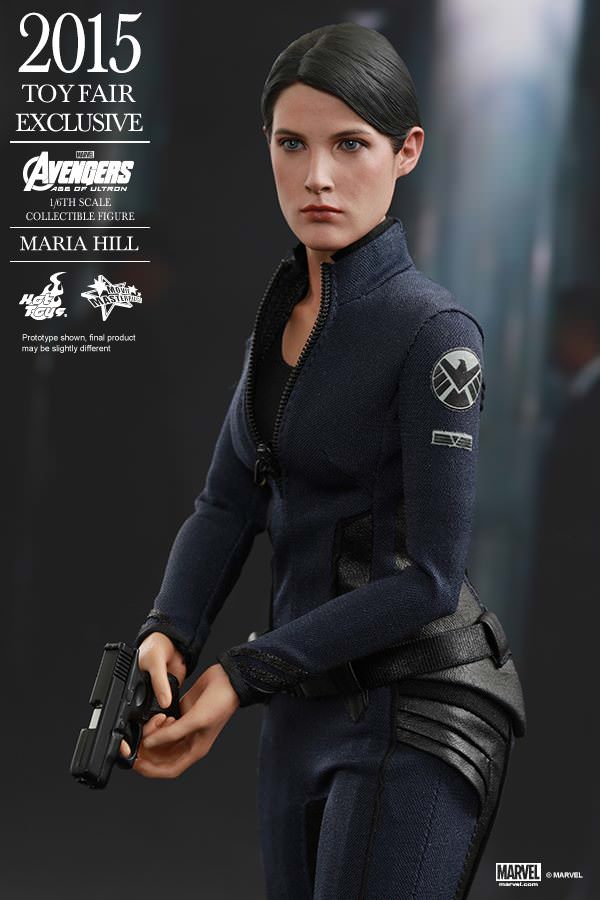 2015
TOY FAIR
EXCLUSIVE
MARVEL
AVENGERS
AGE OF ULTRON
1/6TH SCALE
COLLECTIBLE FIGURE
MARIA HILL
HOT TOYS.
MOVIE MASTERPIECE
Prototype shown, final product
may be slightly different
MARVEL © MARVEL
marvel.com